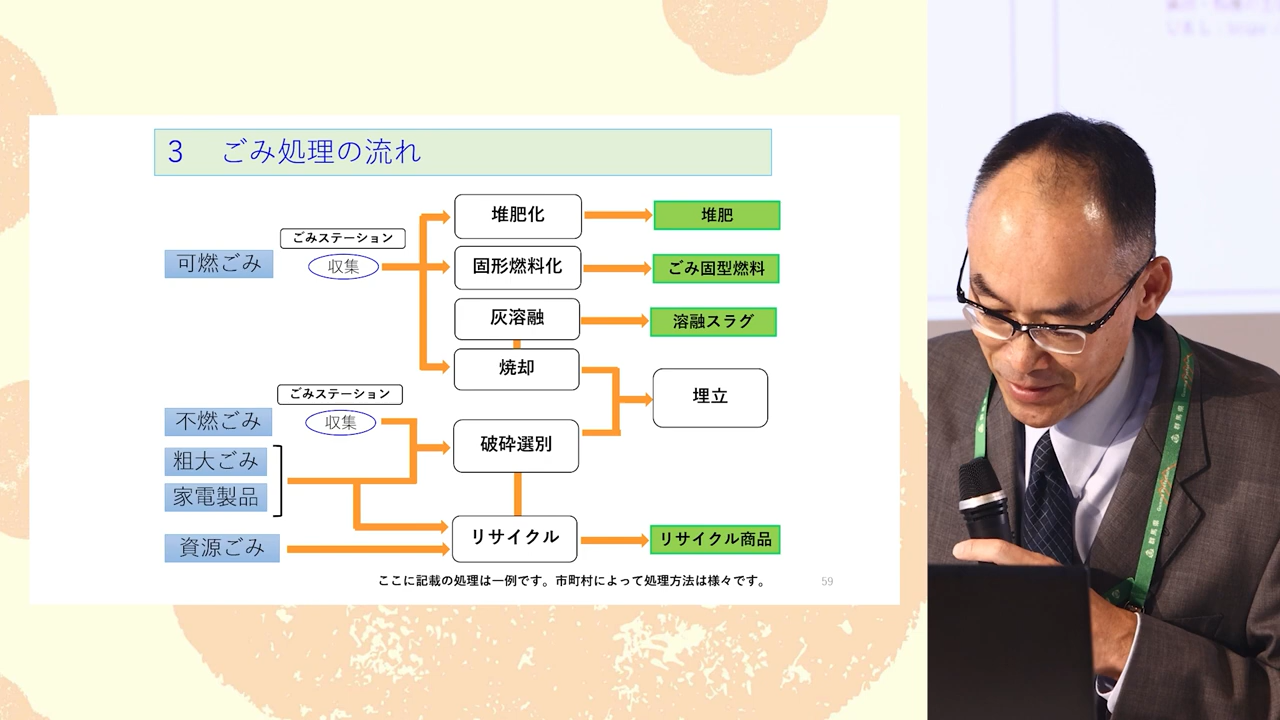 3 ごみ処理の流れ
堆肥化
堆肥
ごみステーション
可燃ごみ
収集
固形燃料化
ごみ固型燃料
灰溶融
溶融スラグ
焼却
ごみステーション
埋立
不燃ごみ
収集
破砕選別
粗大ごみ
家電製品
資源ごみ
リサイクル
リサイクル商品
ここに記載の処理は一例です。市町村によって処理方法は様々です。
59
群馬県
群馬県